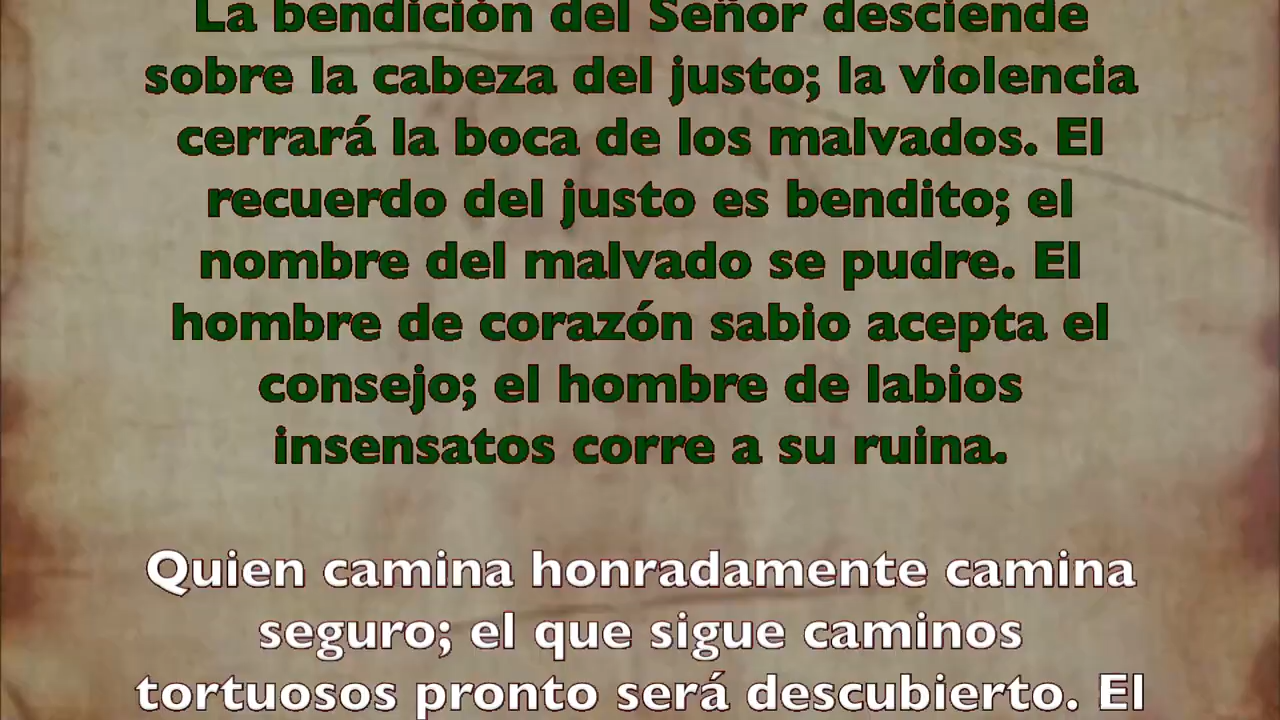 La bendición del Señor desciende
sobre la cabeza del justo; la violencia
cerrará la boca de los malvados. El
recuerdo del justo es bendito; el
nombre del malvado se pudre. El
hombre de corazón sabio acepta el
consejo; el hombre de labios
insensatos corre a su ruina.
Quien camina honradamente camina
seguro; el que sigue caminos
tortuosos pronto será descubierto. El